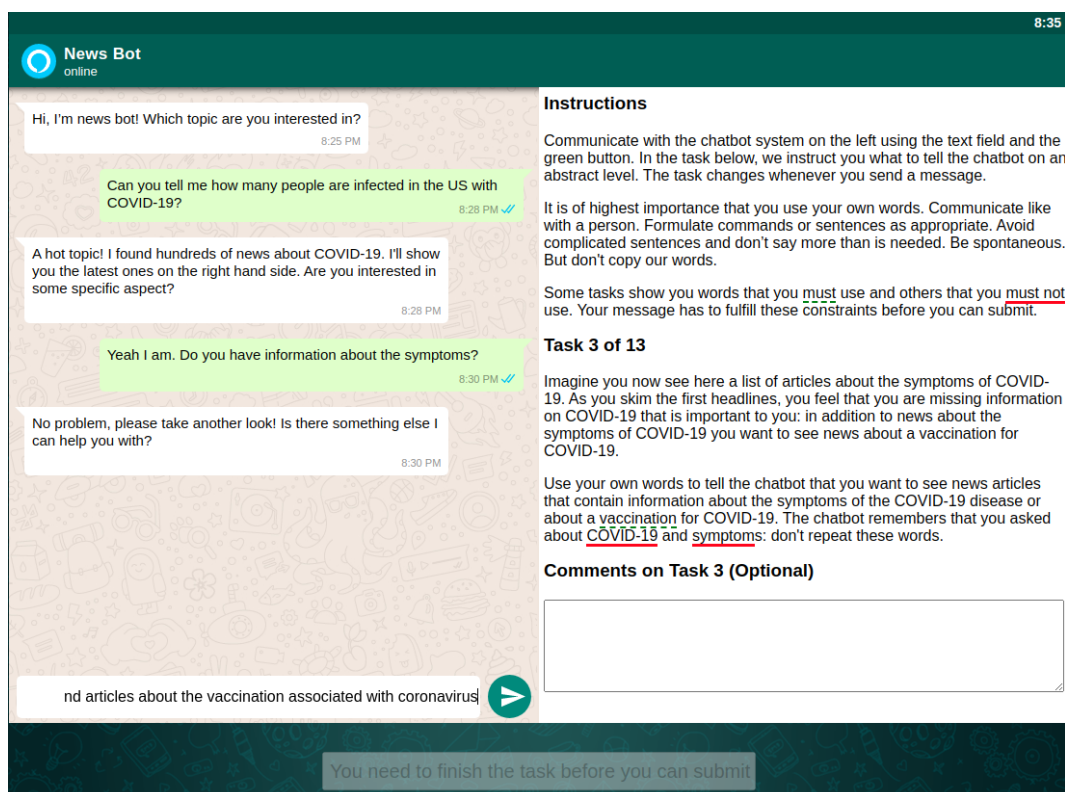 8:35
News Bot
online
Hi, I'm news bot! Which topic are you interested in?
8:25 PM
Can you tell me how many people are infected in the US with
COVID-19?
8:28 PM
A hot topic! I found hundreds of news about COVID-19. I'll show
you the latest ones on the right hand side. Are you interested in
some specific aspect?
8:28 PM
Yeah I am. Do you have information about the symptoms?
8:30 PM
No problem, please take another look! Is there something else I
can help you with?
8:30 PM
nd articles about the vaccination associated with coronavirus
Instructions
Communicate with the chatbot system on the left using the text field and the
green button. In the task below, we instruct you what to tell the chatbot on an
abstract level. The task changes whenever you send a message.
It is of highest importance that you use your own words. Communicate like
with a person. Formulate commands or sentences as appropriate. Avoid
complicated sentences and don't say more than is needed. Be spontaneous.
But don't copy our words.
Some tasks show you words that you must use and others that you must not
use. Your message has to fulfill these constraints before you can submit.
Task 3 of 13
Imagine you now see here a list of articles about the symptoms of COVID-
19. As you skim the first headlines, you feel that you are missing information
on COVID-19 that is important to you: in addition to news about the
symptoms of COVID-19 you want to see news about a vaccination for
COVID-19.
Use your own words to tell the chatbot that you want to see news articles
that contain information about the symptoms of the COVID-19 disease or
about a vaccination for COVID-19. The chatbot remembers that you asked
about COVID-19 and symptoms: don't repeat these words.
Comments on Task 3 (Optional)
You need to finish the task before you can submit